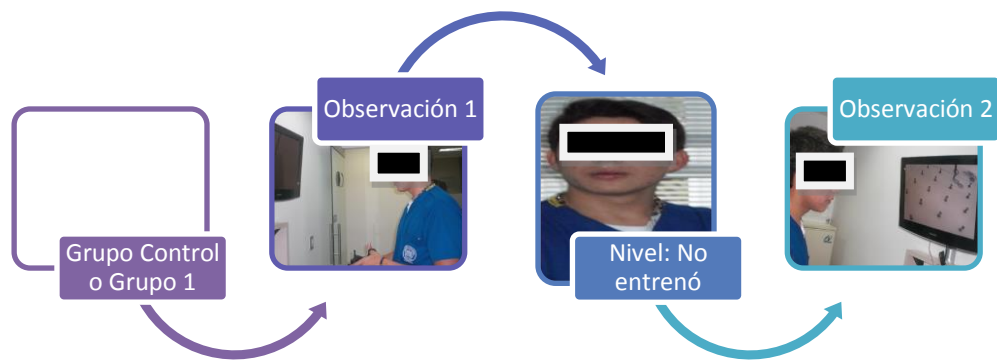 Grupo Control
o Grupo 1
Observación 1
Nivel: No
entrenó
Observación 2